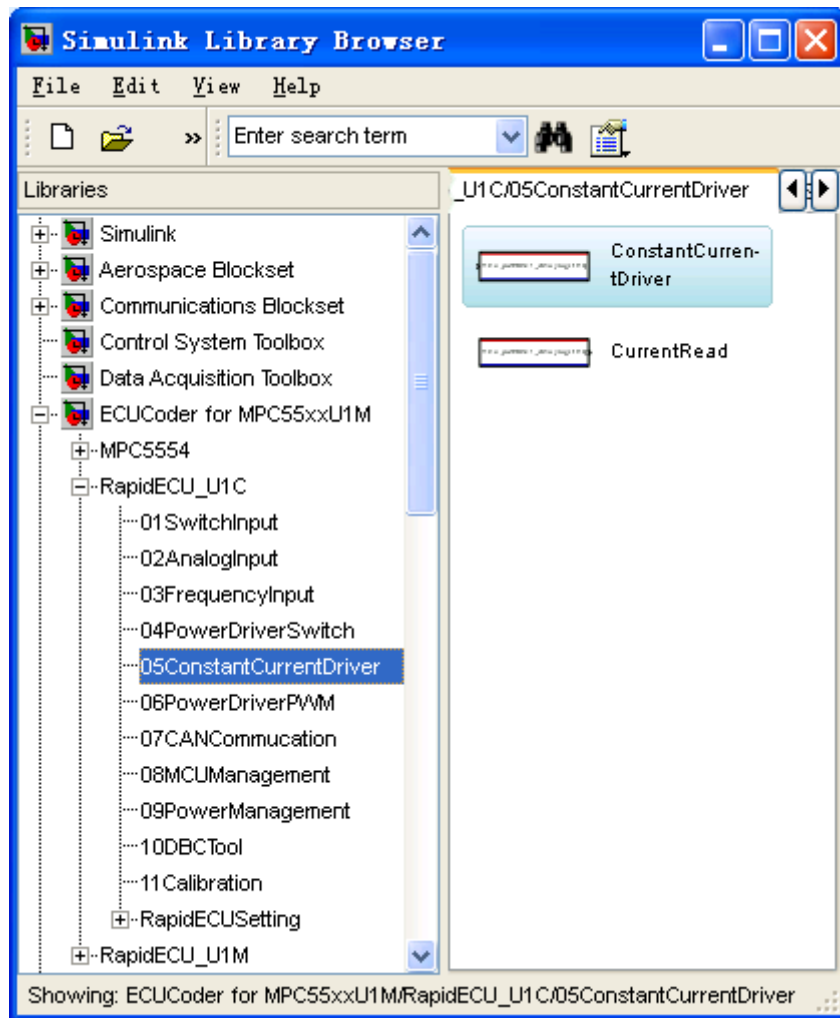 Simulink Library Browser
File Edit View Help
» Enter search term
Libraries
_U1C/05ConstantCurrentDriver
Simulink
Aerospace Blockset
Communications Blockset
Control System Toolbox
Data Acquisition Toolbox
ECUCoder for MPC55xxU1M
MPC5554
RapidECU_U1C
01SwitchInput
02AnalogInput
03FrequencyInput
04PowerDriverSwitch
05ConstantCurrentDriver
06PowerDriverPWM
07CANCommucation
08MCUManagement
09PowerManagement
10DBCTool
11Calibration
RapidECUSetting
RapidECU_U1M
ConstantCurren-
tDriver
CurrentRead
Showing: ECUCoder for MPC55xxU1M/RapidECU_U1C/05ConstantCurrentDriver